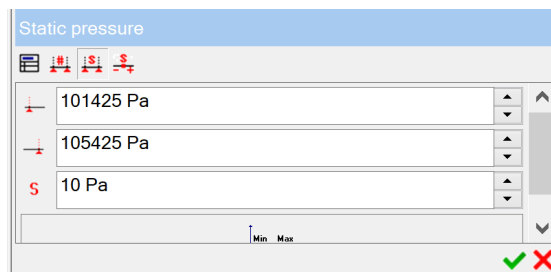 Static pressure
# S S
101425 Pa
105425 Pa
S 10 Pa
Min Max